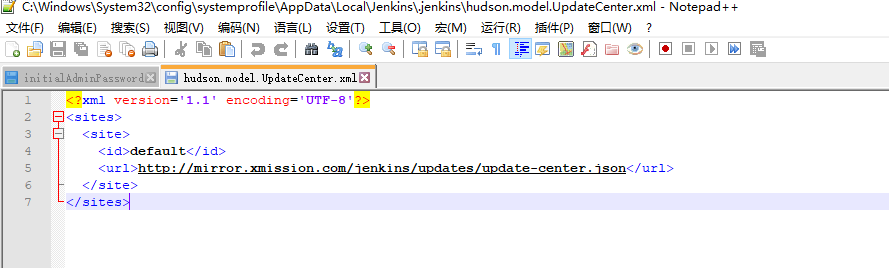 C:\Windows\System32\config\systemprofile\AppData\Local\Jenkins\.jenkins\hudson.model.UpdateCenter.xml - Notepad++
文件(F) 编辑(E) 搜索(S) 视图(V) 编码(N) 语言(L) 设置(T) 工具(O) 宏(M) 运行(R) 插件(P) 窗口(W) ?
initialAdminPassword hudson.model.UpdateCenter.xml
1 <?xml version='1.1' encoding='UTF-8'?>
2 <sites>
3 <site>
4 <id>default</id>
5 <url>http://mirror.xmission.com/jenkins/updates/update-center.json</url>
6 </site>
7 </sites>